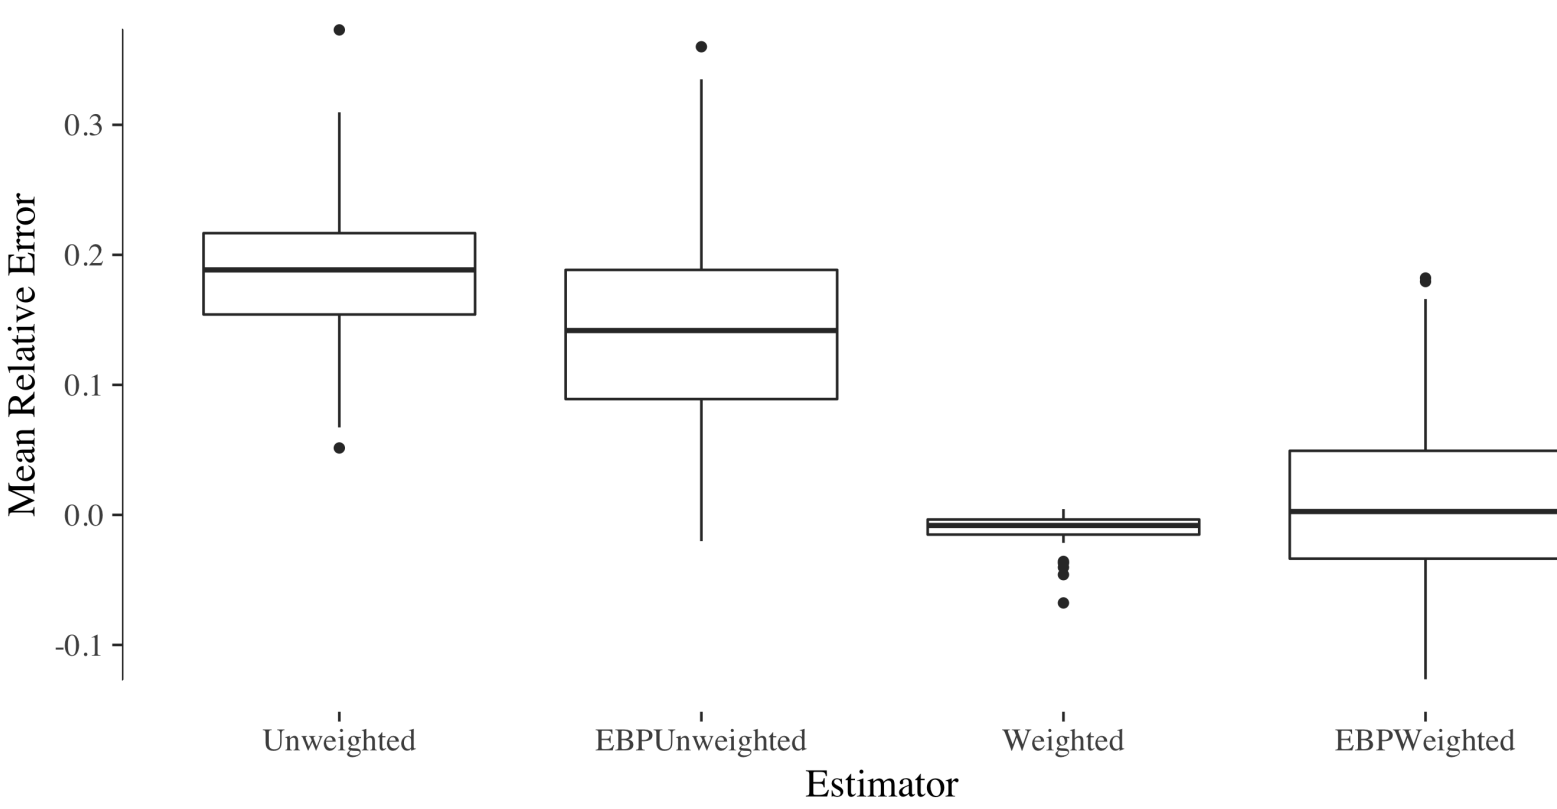 Mean Relative Error
0.3
0.2
0.1
0.0
-0.1
Unweighted
EBPUnweighted
Weighted
EBPWeighted
Estimator